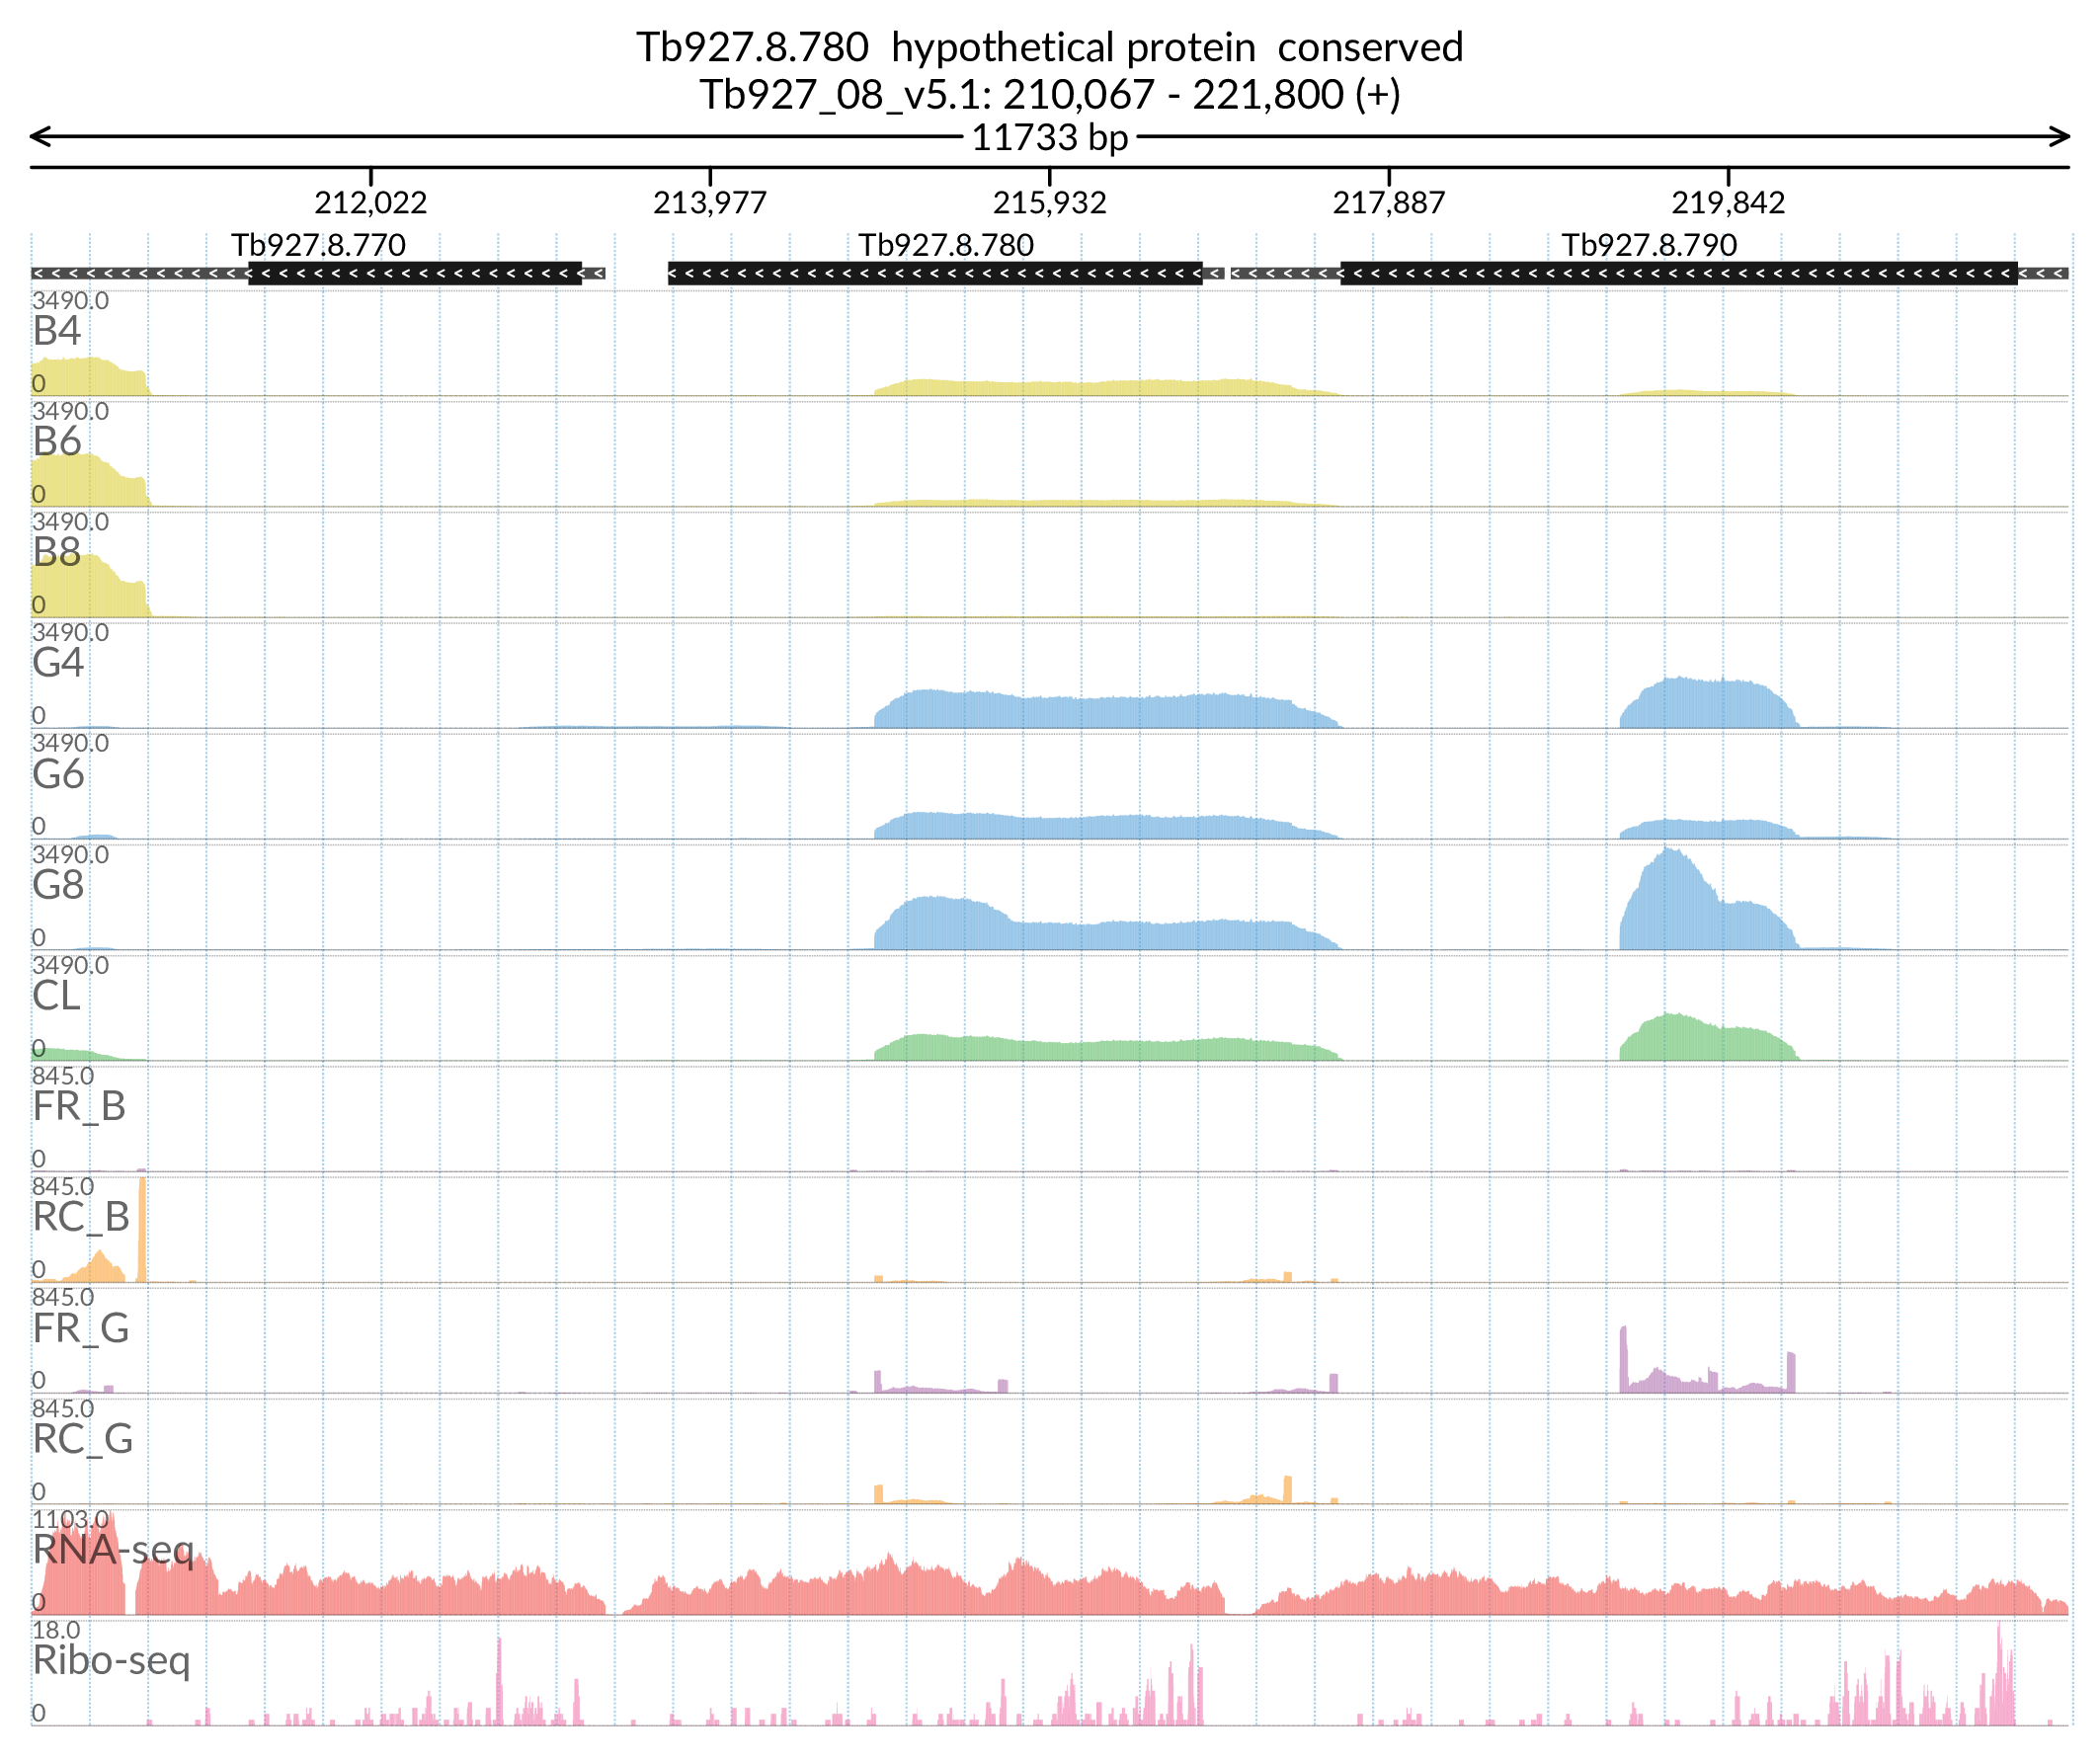 Tb927.8.780  hypothetical protein  conserved
Tb927_08_v5.1: 210,067 - 221,800 (+)
11733 bp
212,022 213,977 215,932 217,887 219,842
Tb927.8.770 Tb927.8.780 Tb927.8.790
3490.0
B4
0
3490.0
B6
0
3490.0
B8
0
3490.0
G4
0
3490.0
G6
0
3490.0
G8
0
3490.0
CL
0
845.0
FR_B
0
845.0
RC_B
0
845.0
FR_G
0
845.0
RC_G
0
1103.0
RNA-seq
0
18.0
Ribo-seq
0